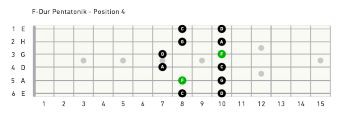 F-Dur Pentatonik - Position 4
1 E C D
2 H G A
3 G D F
4 D A C
5 A F G
6 E C D
1 2 3 4 5 6 7 8 9 10 11 12 13 14 15